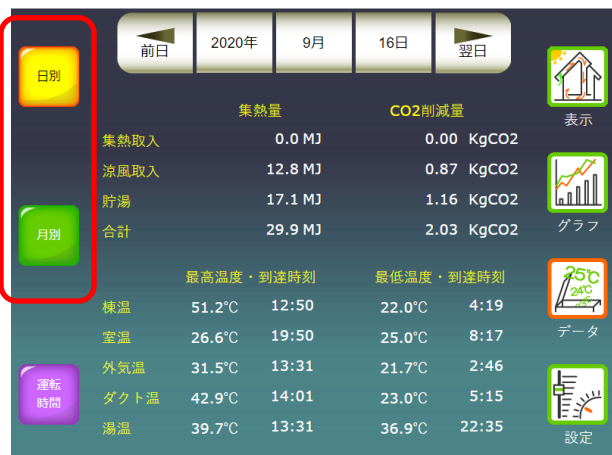 前日 2020年 9月 16日 翌日
日別
月別
運転
時間
集熱量 CO2削減量
集熱取入 0.0 MJ 0.00 KgCO2
涼風取入 12.8 MJ 0.87 KgCO2
貯湯 17.1 MJ 1.16 KgCO2
合計 29.9 MJ 2.03 KgCO2
最高温度・到達時刻 最低温度・到達時刻
棟温 51.2℃ 12:50 22.0℃ 4:19
室温 26.6℃ 19:50 25.0℃ 8:17
外気温 31.5℃ 13:31 21.7℃ 2:46
ダクト温 42.9℃ 14:01 23.0℃ 5:15
湯温 39.7℃ 13:31 36.9℃ 22:35
表示
グラフ
25℃
24℃
データ
設定